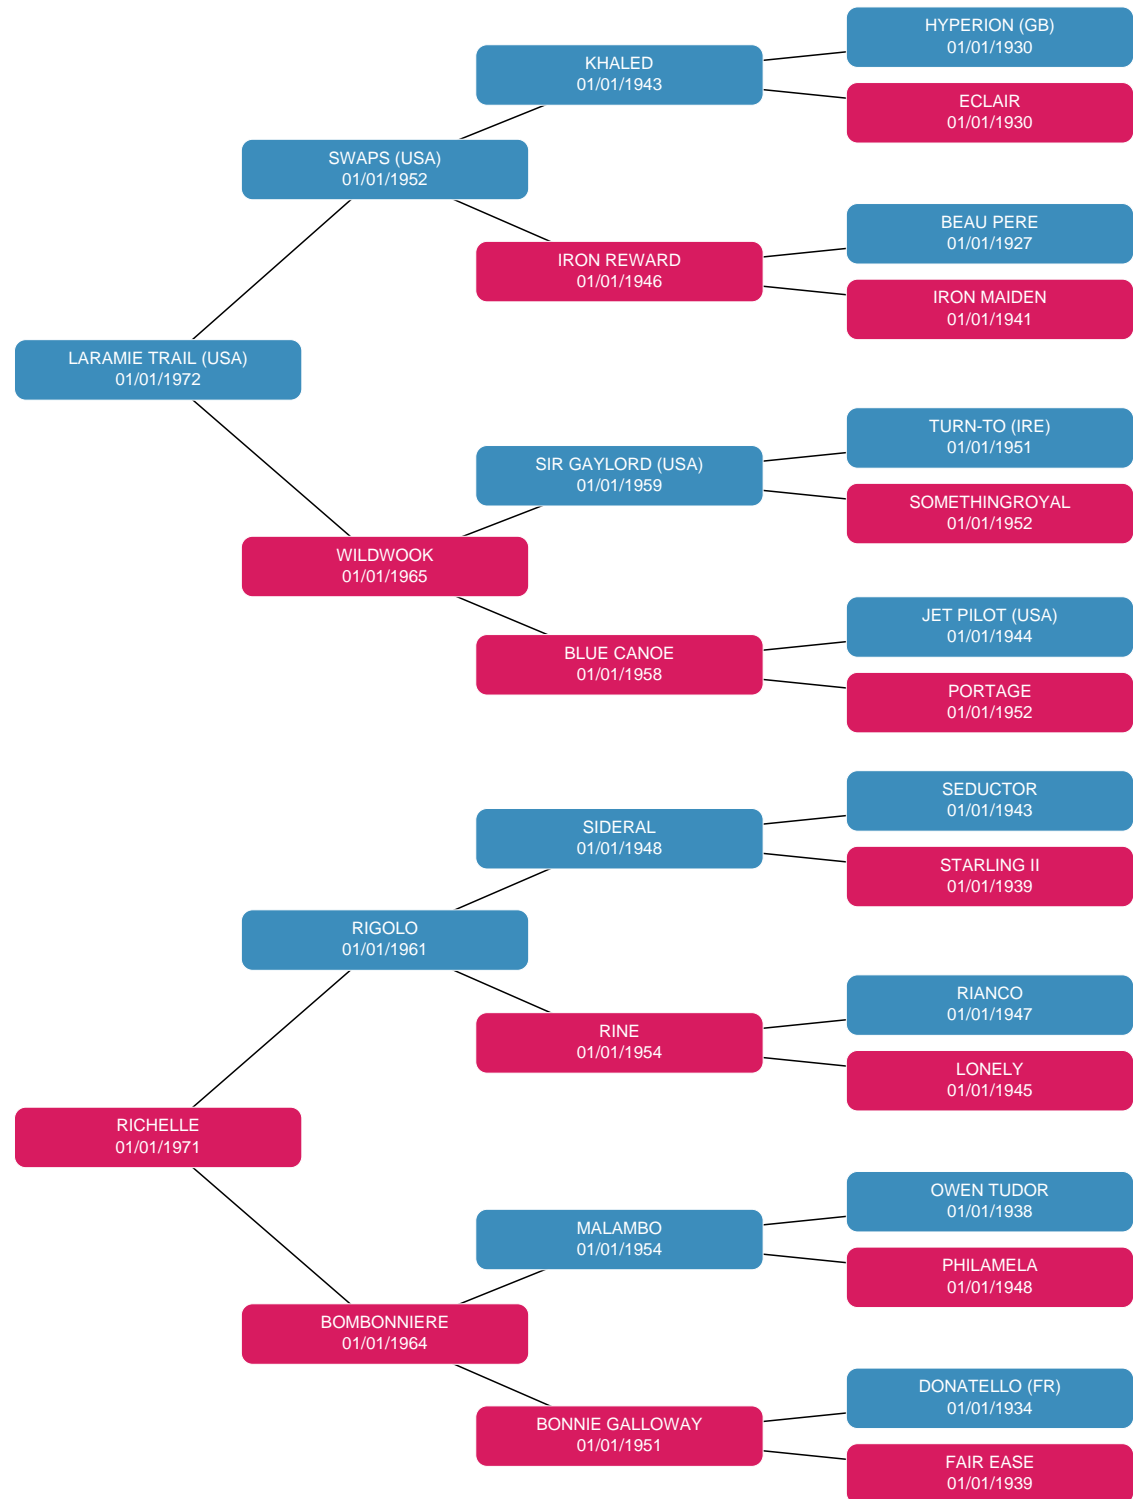 HYPERION (GB)
01/01/1930
KHALED
01/01/1943
ECLAIR
01/01/1930
SWAPS (USA)
01/01/1952
BEAU PERE
01/01/1927
IRON REWARD
01/01/1946
IRON MAIDEN
01/01/1941
LARAMIE TRAIL (USA)
01/01/1972
TURN-TO (IRE)
01/01/1951
SIR GAYLORD (USA)
01/01/1959
SOMETHINGROYAL
01/01/1952
WILDWOOK
01/01/1965
JET PILOT (USA)
01/01/1944
BLUE CANOE
01/01/1958
PORTAGE
01/01/1952
SEDUCTOR
01/01/1943
SIDERAL
01/01/1948
STARLING II
01/01/1939
RIGOLO
01/01/1961
RIANCO
01/01/1947
RINE
01/01/1954
LONELY
01/01/1945
RICHELLE
01/01/1971
OWEN TUDOR
01/01/1938
MALAMBO
01/01/1954
PHILAMELA
01/01/1948
BOMBONNIERE
01/01/1964
DONATELLO (FR)
01/01/1934
BONNIE GALLOWAY
01/01/1951
FAIR EASE
01/01/1939